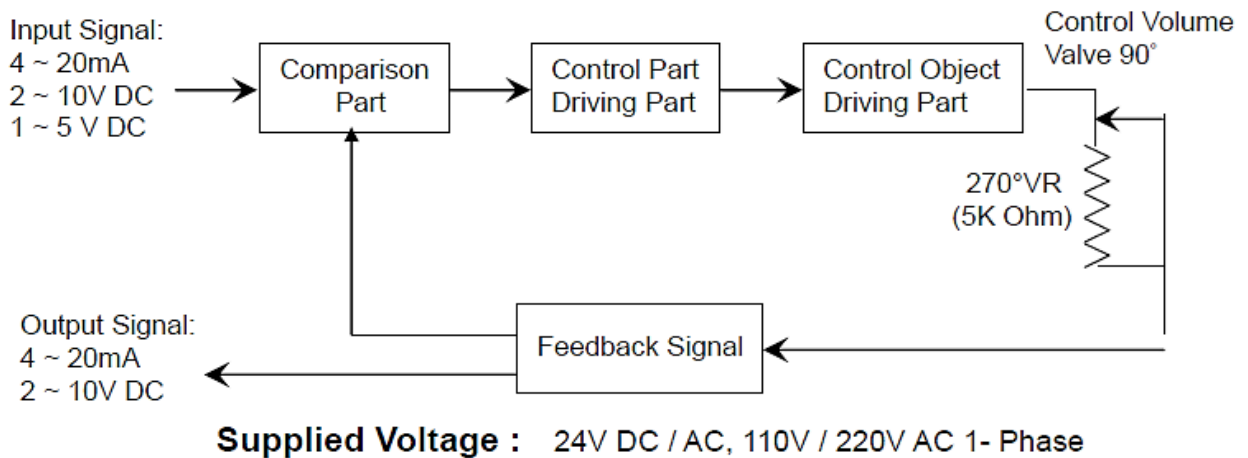 Input Signal:
4 ~ 20mA
2 ~ 10V DC
1 ~ 5 V DC
Comparison
Part
Control Part
Driving Part
Control Object
Driving Part
Control Volume
Valve 90°
270°VR
(5K Ohm)
Feedback Signal
Output Signal:
4 ~ 20mA
2 ~ 10V DC
Supplied Voltage : 24V DC / AC, 110V / 220V AC 1- Phase